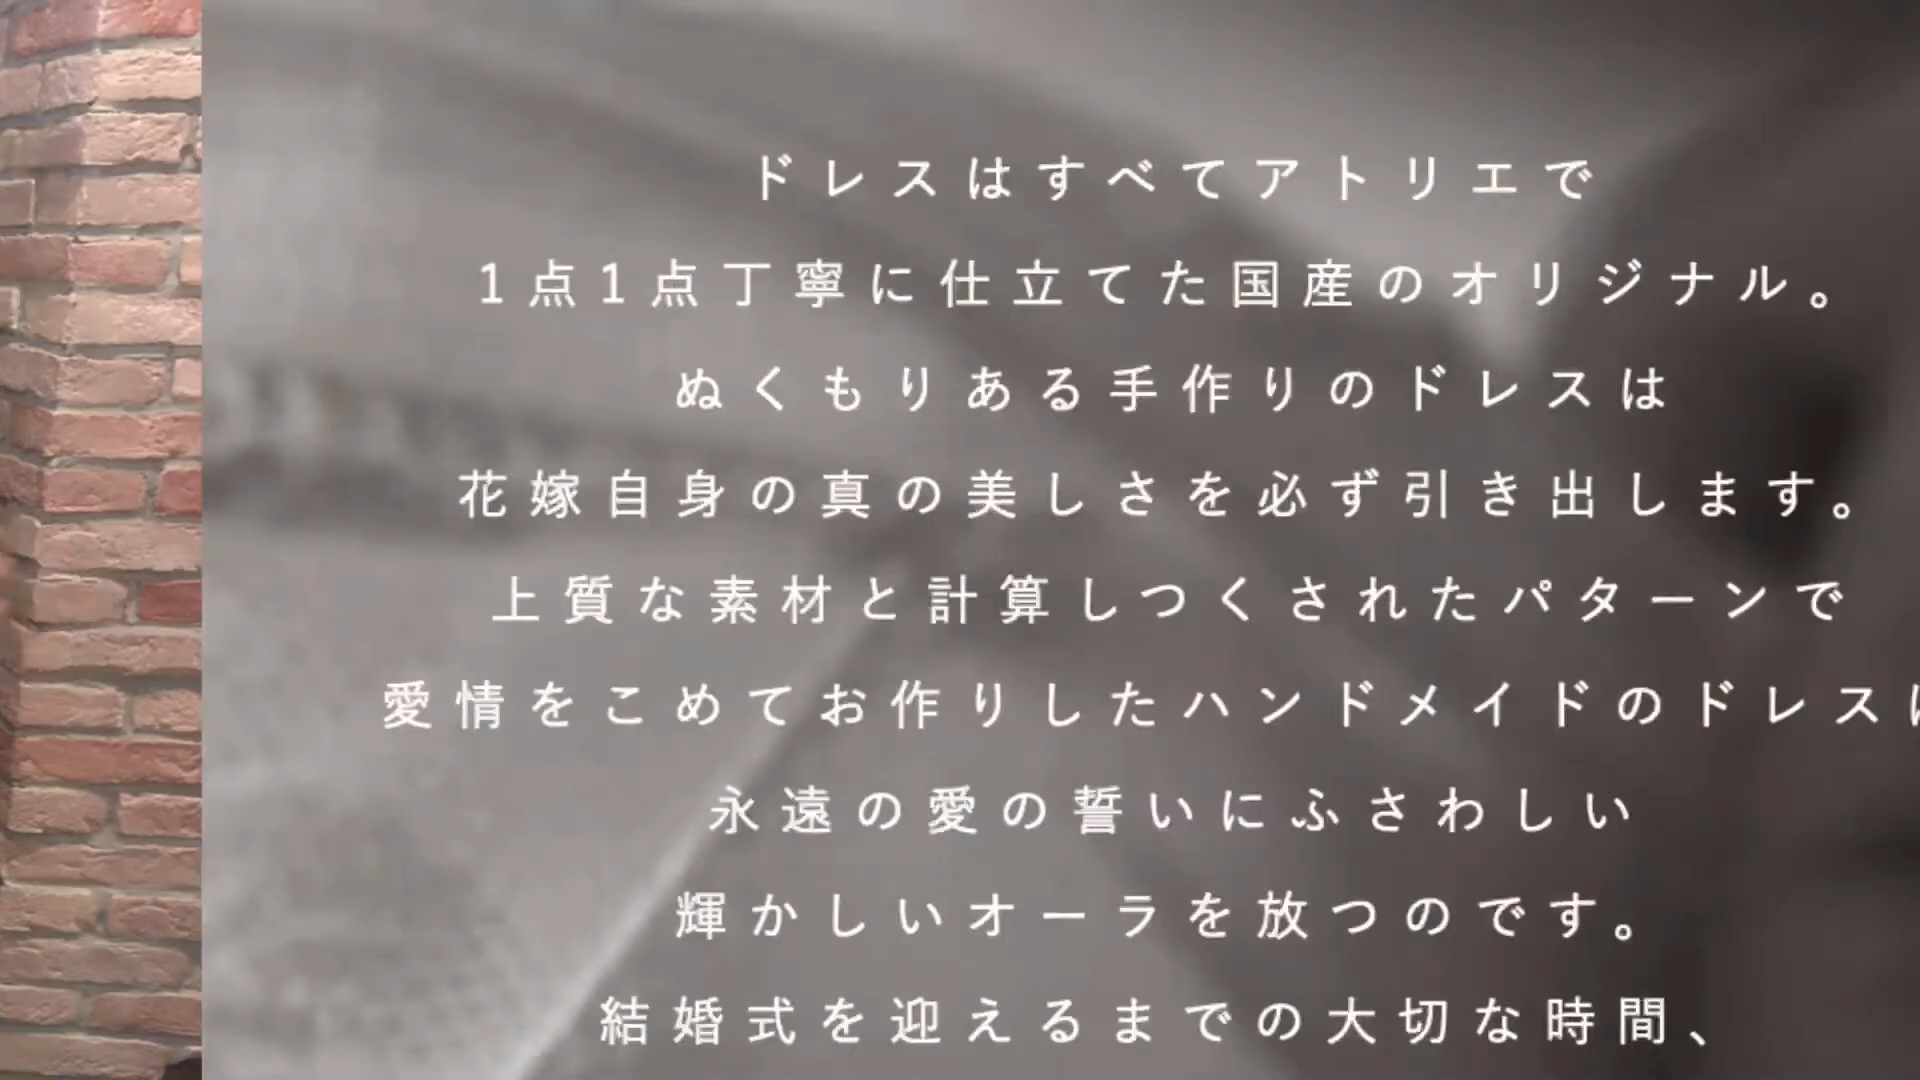 ドレスはすべてアトリエで
1点1点丁寧に仕立てた国産のオリジナル。
ぬくもりある手作りのドレスは
花嫁自身の真の美しさを必ず引き出します。
上質な素材と計算しつくされたパターンで
愛情をこめてお作りしたハンドメイドのドレスは
永遠の愛の誓いにふさわしい
輝かしいオーラを放つのです。
結婚式を迎えるまでの大切な時間、